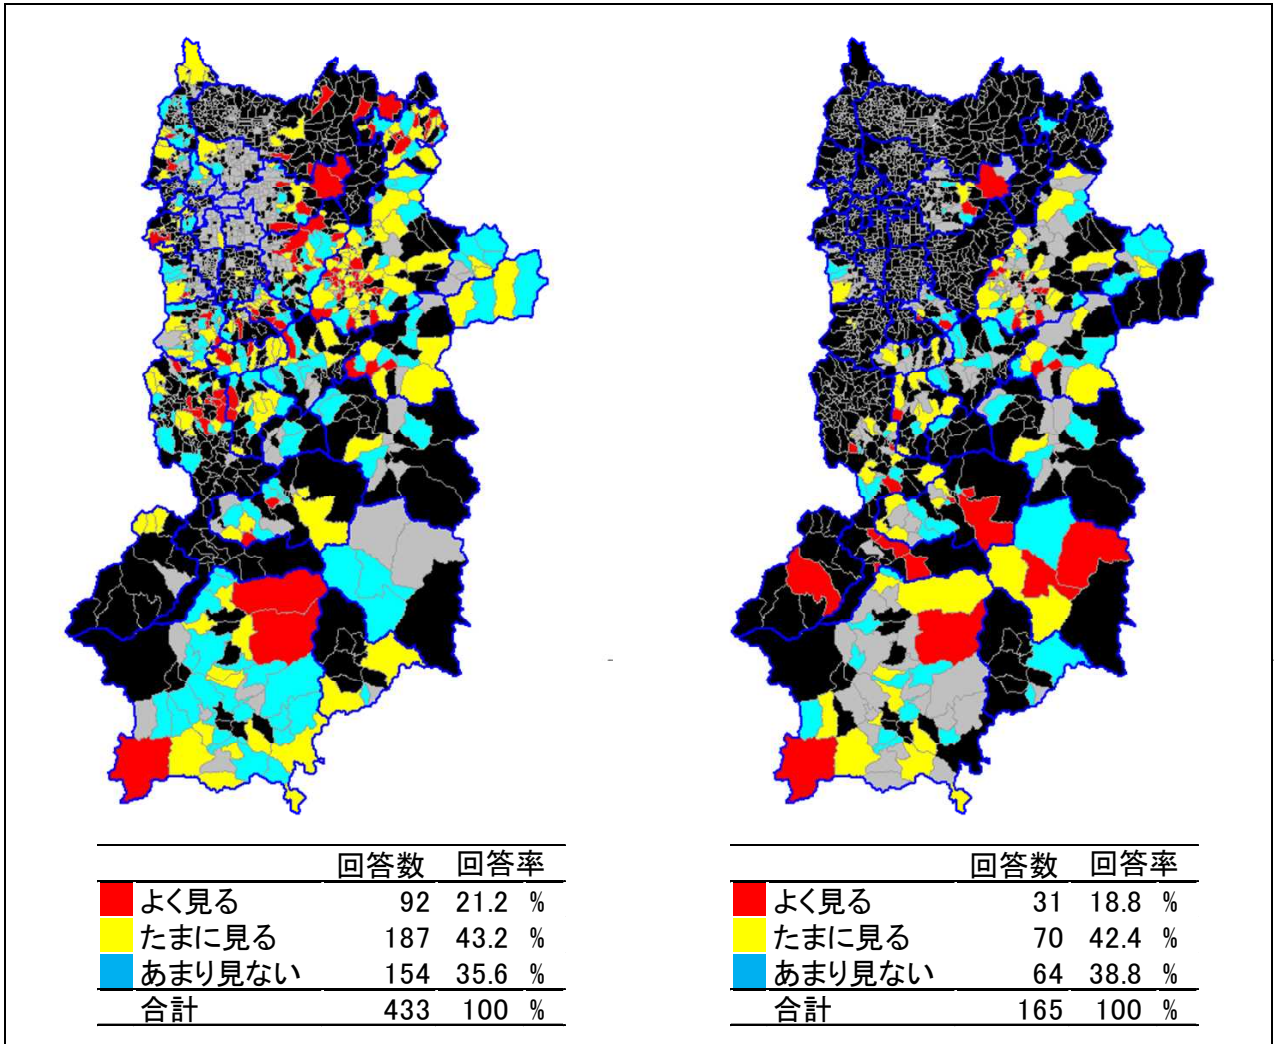 回答数 回答率
よく見る 92 21.2 %
たまに見る 187 43.2 %
あまり見ない 154 35.6 %
合計 433 100 %
回答数 回答率
よく見る 31 18.8 %
たまに見る 70 42.4 %
あまり見ない 64 38.8 %
合計 165 100 %